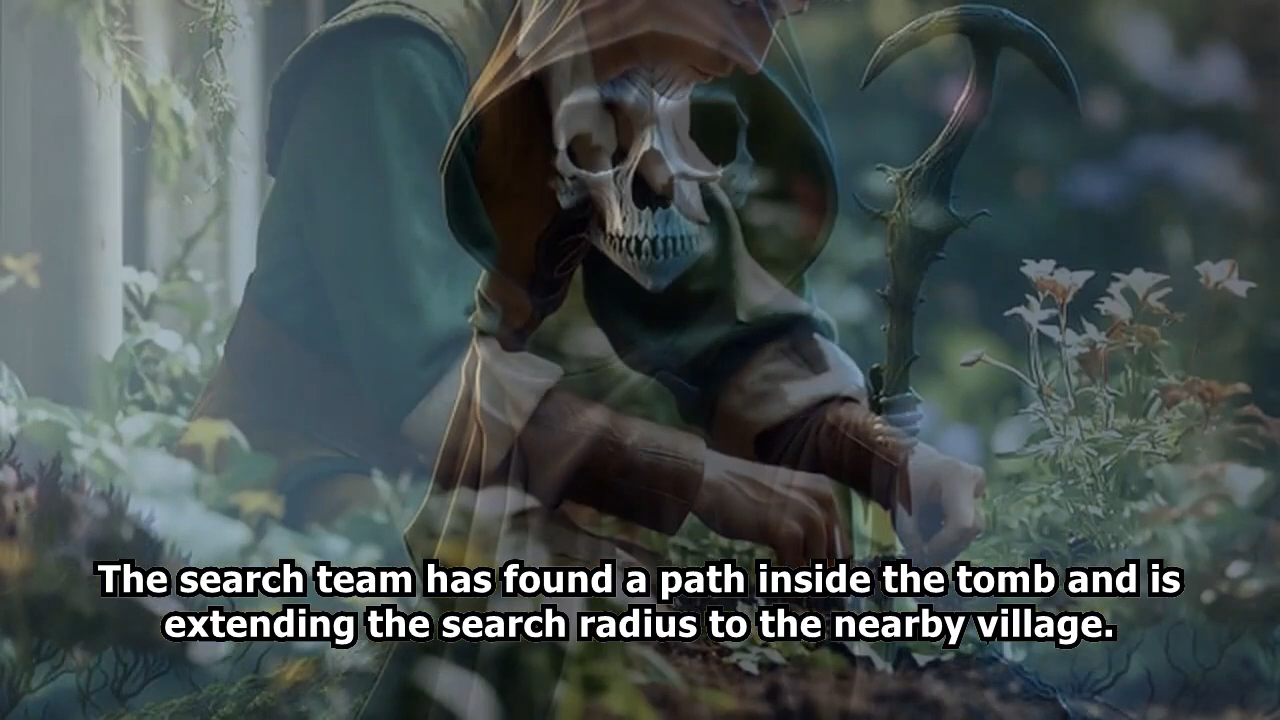 The search team has found a path inside the tomb and is
extending the search radius to the nearby village.